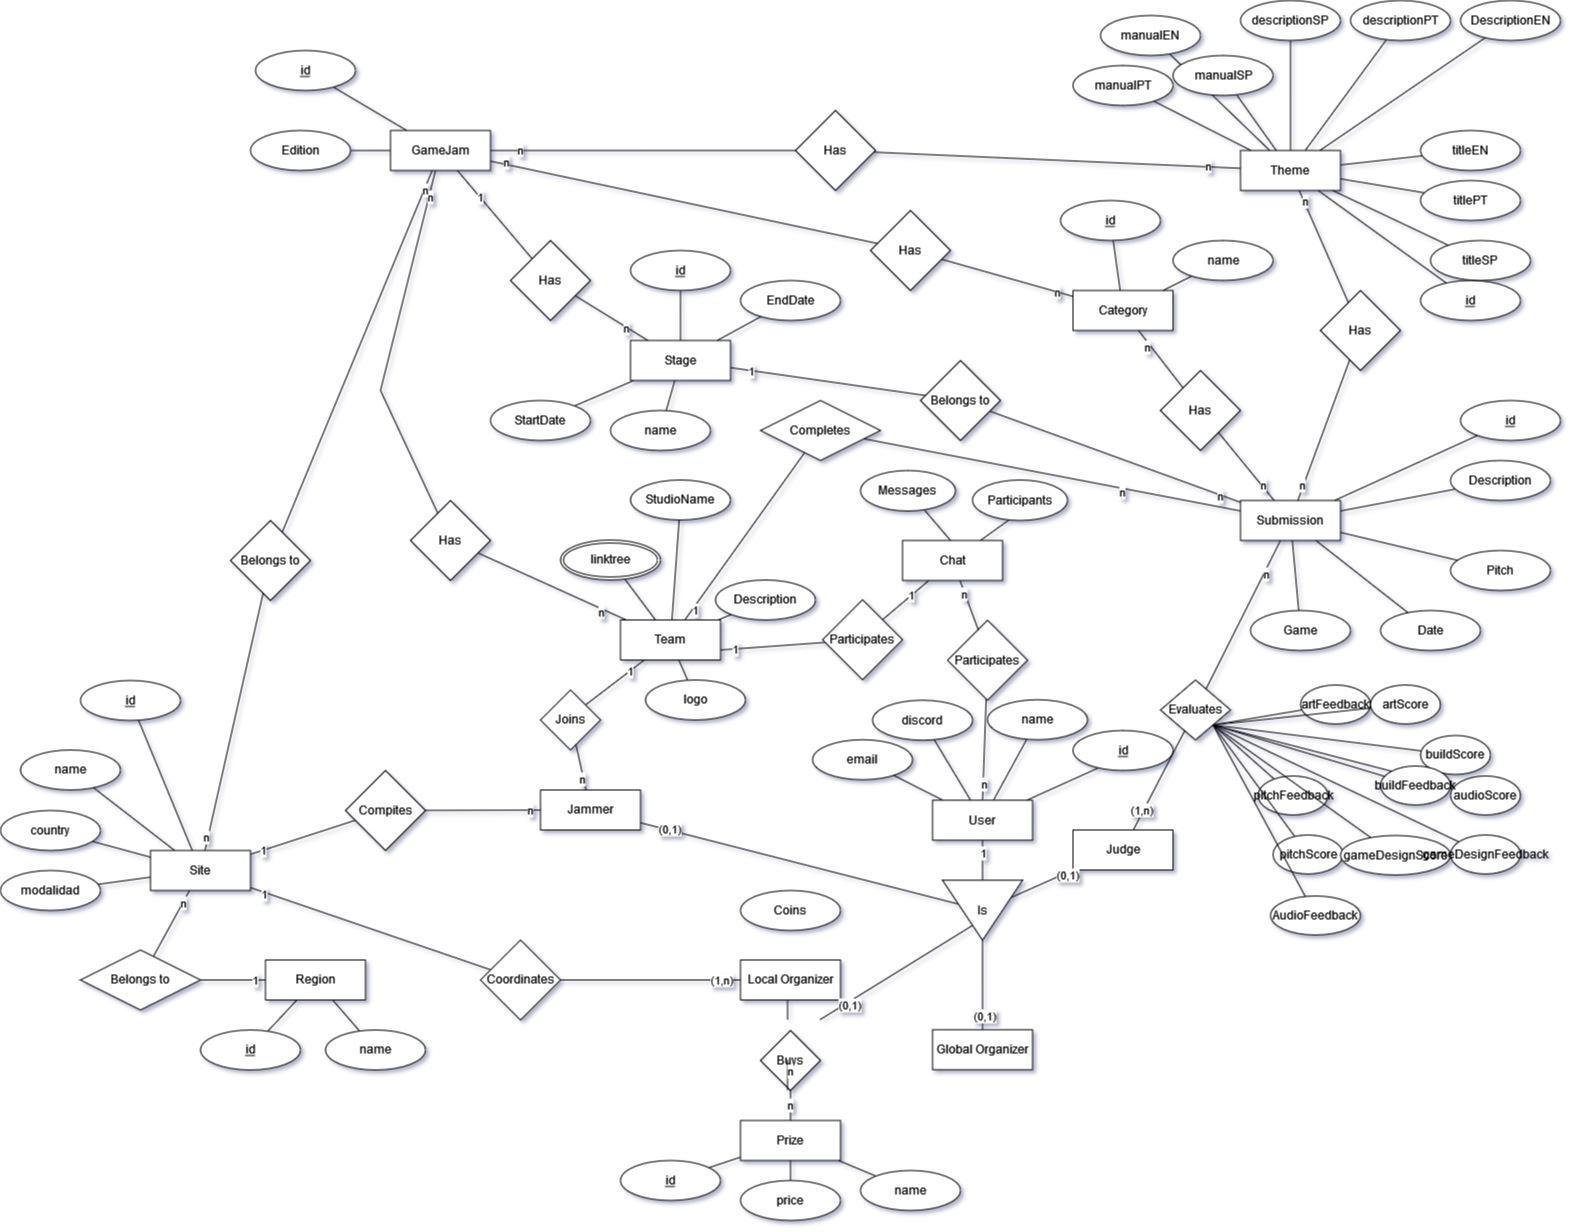 descriptionSP
descriptionPT
DescriptionEN
manualEN
manualSP
manualPT
id
Edition
GameJam
n
n
Has
n
Theme
titleEN
titlePT
titleSP
id
n
n
1
n
Has
n
Has
n
id
name
Category
n
Has
id
EndDate
Stage
StartDate
name
1
Belongs to
Has
n
n
n
n
Completes
n
1
id
Description
Pitch
Submission
Game
Date
n
StudioName
linktree
Description
Team
logo
Has
n
Belongs to
n
Messages
Participants
Chat
1
n
Participates
1
Participates
n
1
Joins
n
discord
name
email
id
User
1
Evaluates
(1,n)
Judge
(0,1)
artFeedback
artScore
buildScore
buildFeedback
audioScore
pitchFeedback
pitchScore
gameDesignScore
gameDesignFeedback
AudioFeedback
id
name
country
modalidad
Site
1
Compites
n
Jammer
(0,1)
Is
n
1
Belongs to
1
Region
id
name
Coordinates
(1,n)
Coins
Local Organizer
(0,1)
(0,1)
Global Organizer
Buys
n
n
Prize
id
price
name